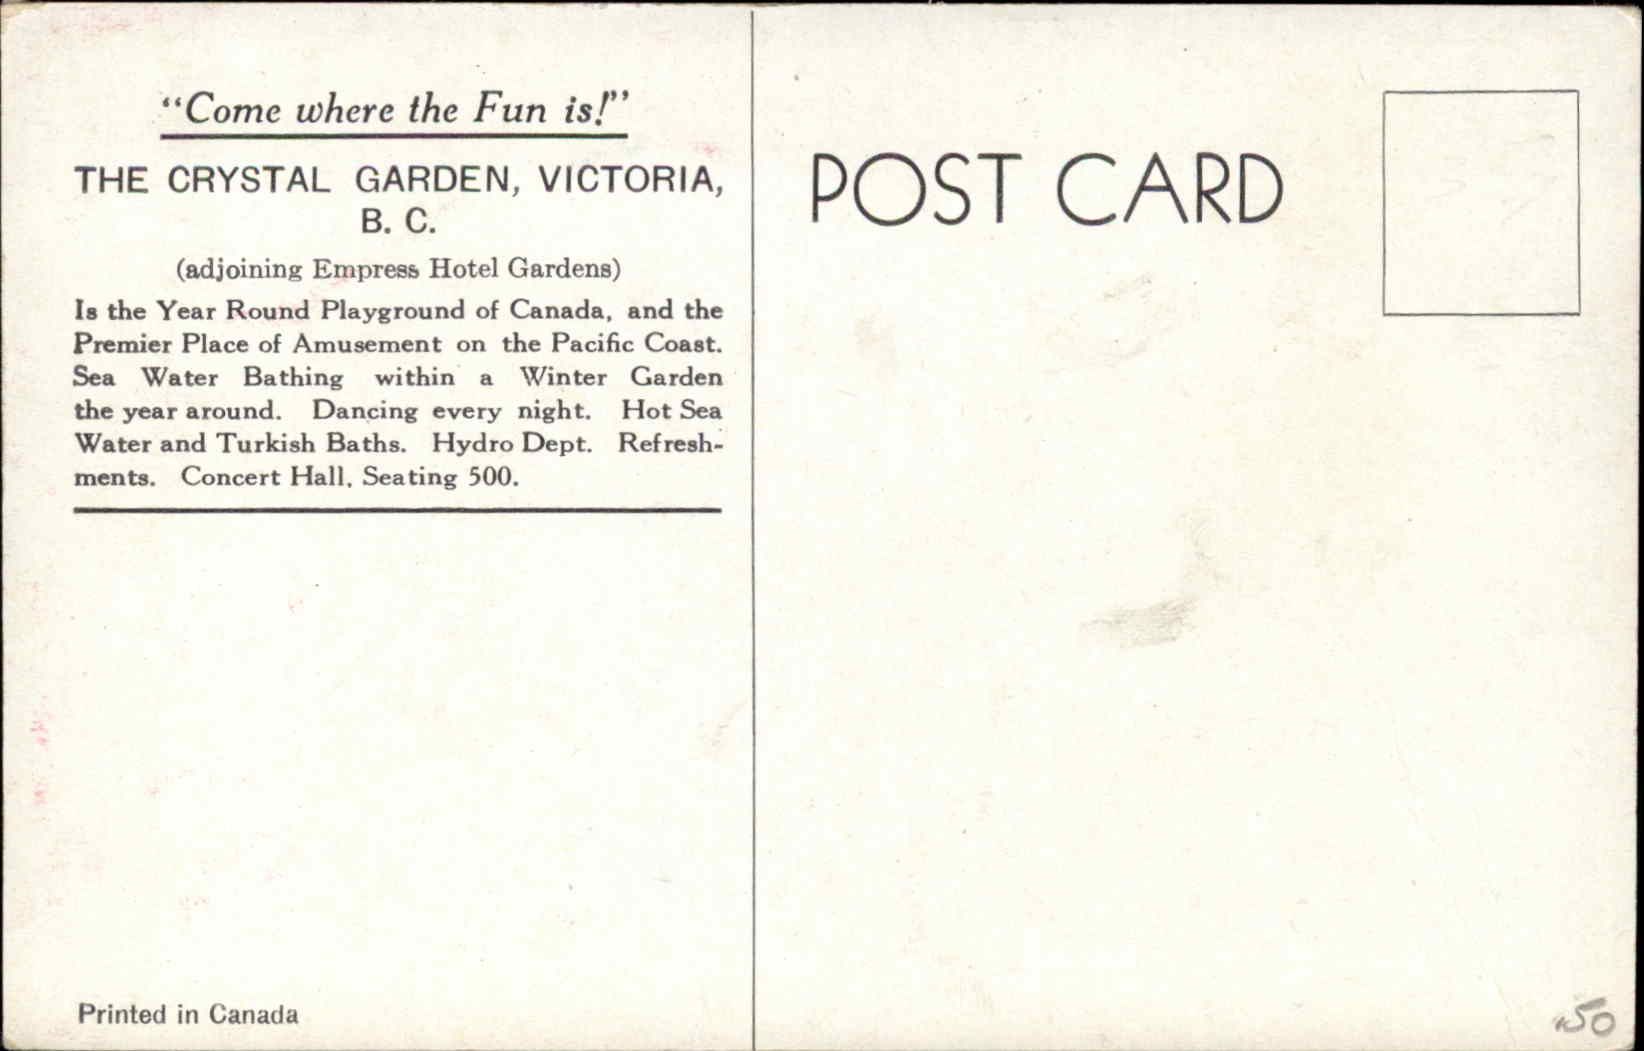 “Come where the Fun is!”
THE CRYSTAL GARDEN, VICTORIA,
B. C.
(adjoining Empress Hotel Gardens)
Is the Year Round Playground of Canada, and the
Premier Place of Amusement on the Pacific Coast.
Sea Water Bathing within a Winter Garden
the year around. Dancing every night. Hot Sea
Water and Turkish Baths. Hydro Dept. Refresh-
ments. Concert Hall, Seating 500.
Printed in Canada
POST CARD
.50